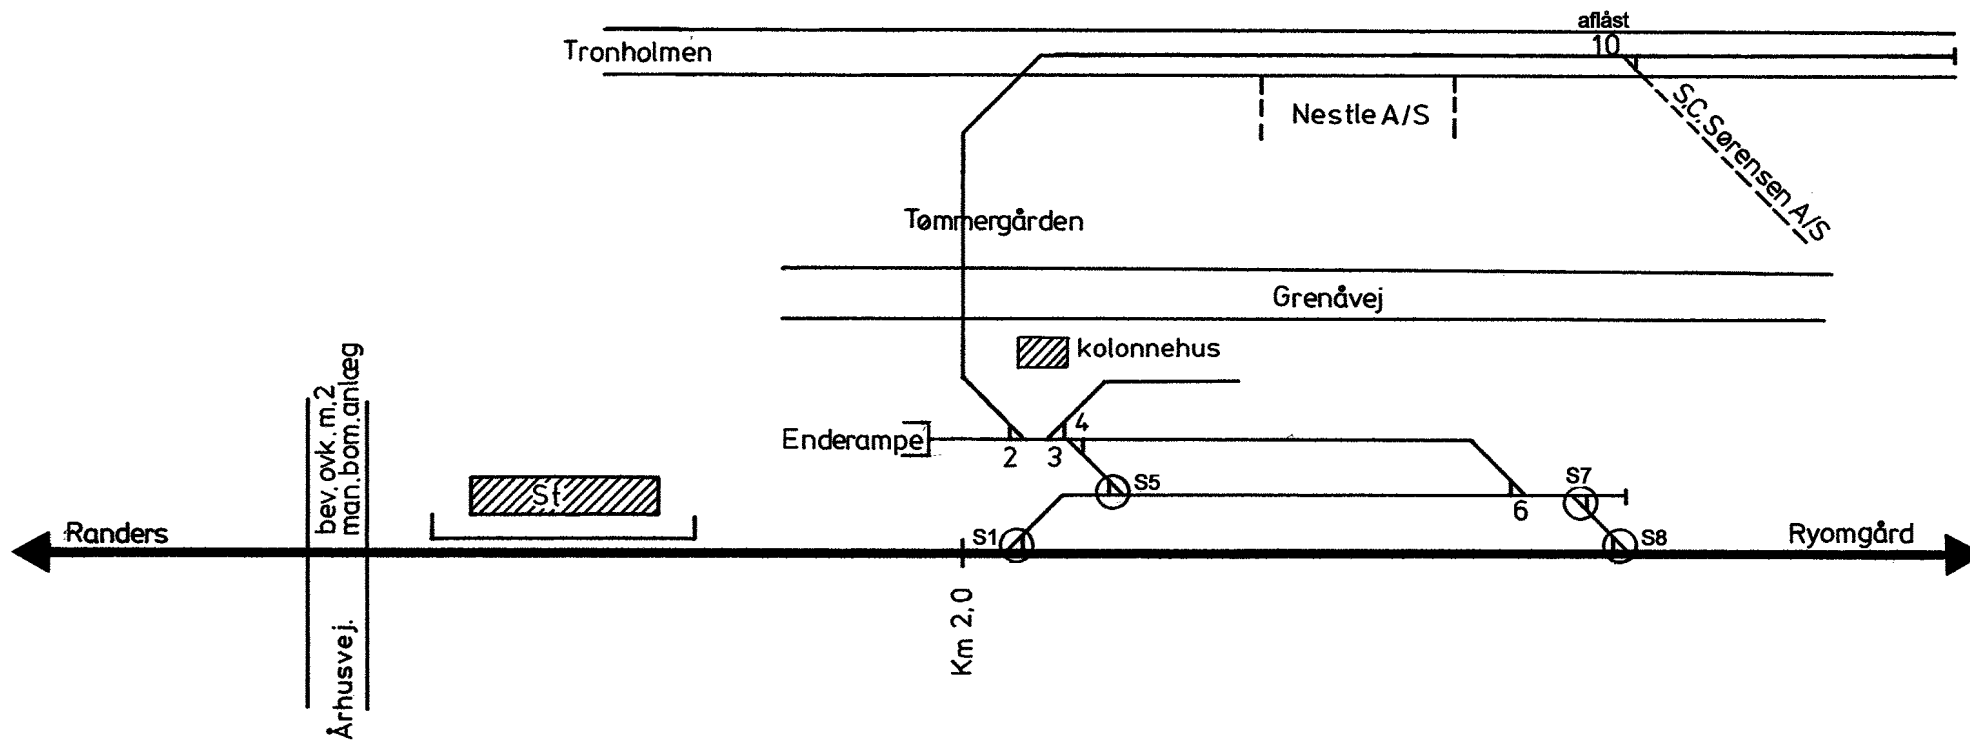 aflåst
10
Tronholmen
Nestle A/S
S.C. Sørensen A/S
Tømmergården
Grenåvej
kolonnehus
bev. ovk. m. 2
man. bom. anlæg
4
Enderampe
2
3
S5
S7
6
St
Randers
S1
S8
Ryomgård
Km 2,0
Århusvej.